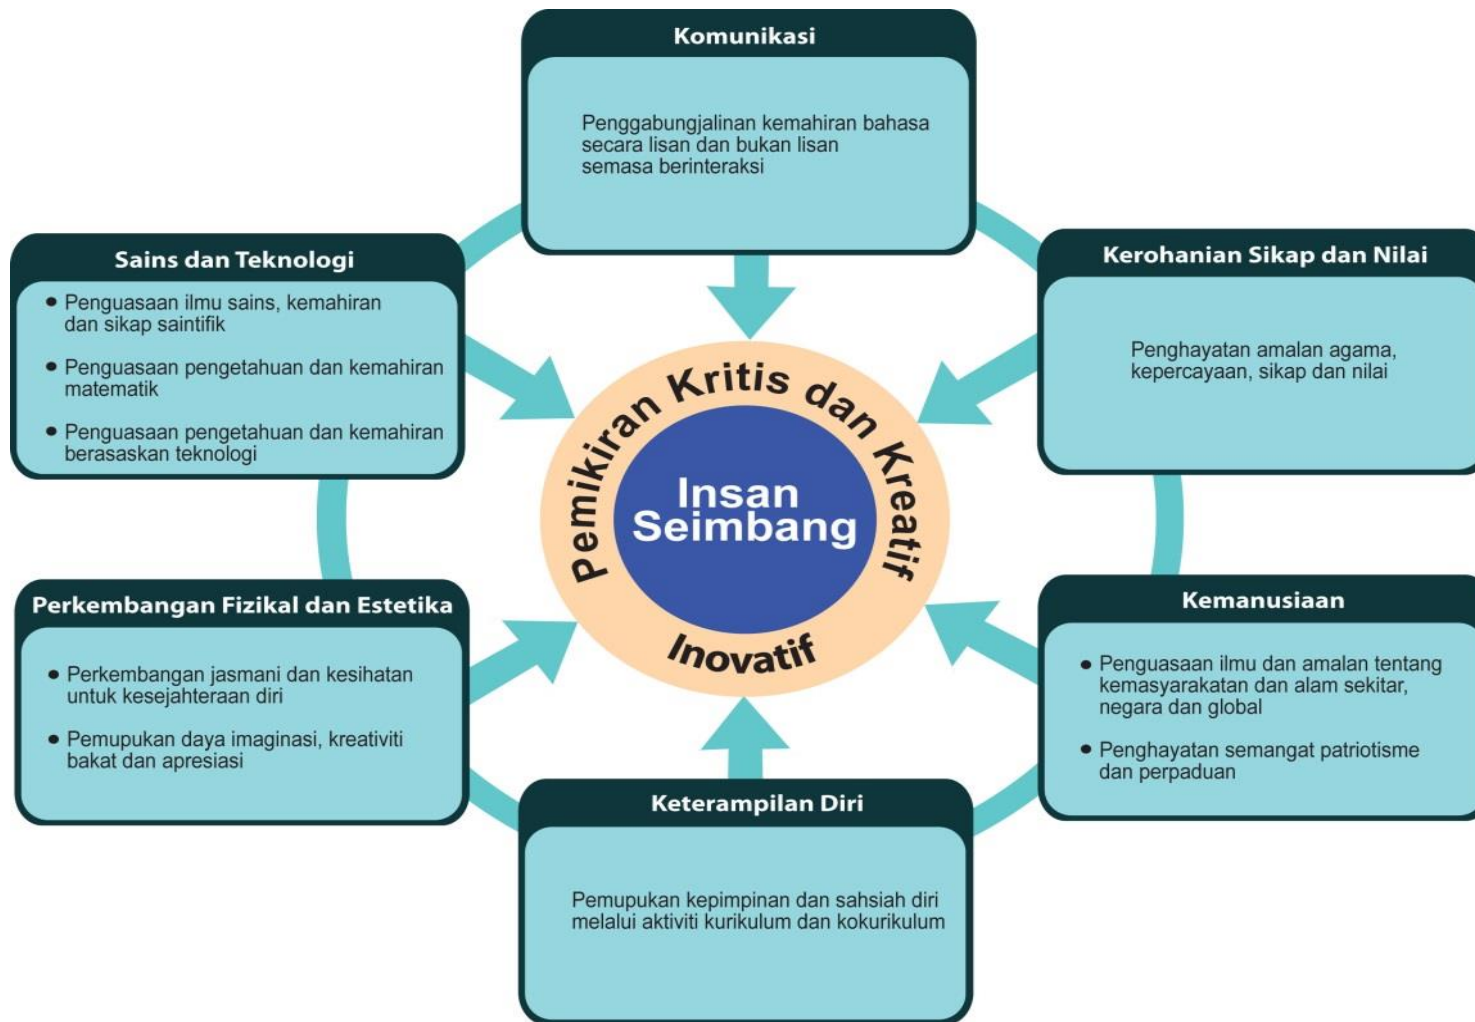 Komunikasi
Penggabungjalinan kemahiran bahasa
secara lisan dan bukan lisan
semasa berinteraksi
Sains dan Teknologi
● Penguasaan ilmu sains, kemahiran
dan sikap saintifik
● Penguasaan pengetahuan dan kemahiran
matematik
● Penguasaan pengetahuan dan kemahiran
berasaskan teknologi
Kerohanian Sikap dan Nilai
Penghayatan amalan agama,
kepercayaan, sikap dan nilai
Pemikiran Kritis dan Kreatif
Insan
Seimbang
Inovatif
Perkembangan Fizikal dan Estetika
● Perkembangan jasmani dan kesihatan
untuk kesejahteraan diri
● Pemupukan daya imaginasi, kreativiti
bakat dan apresiasi
Kemanusiaan
● Penguasaan ilmu dan amalan tentang
kemasyarakatan dan alam sekitar,
negara dan global
● Penghayatan semangat patriotisme
dan perpaduan
Keterampilan Diri
Pemupukan kepimpinan dan sahsiah diri
melalui aktiviti kurikulum dan kokurikulum